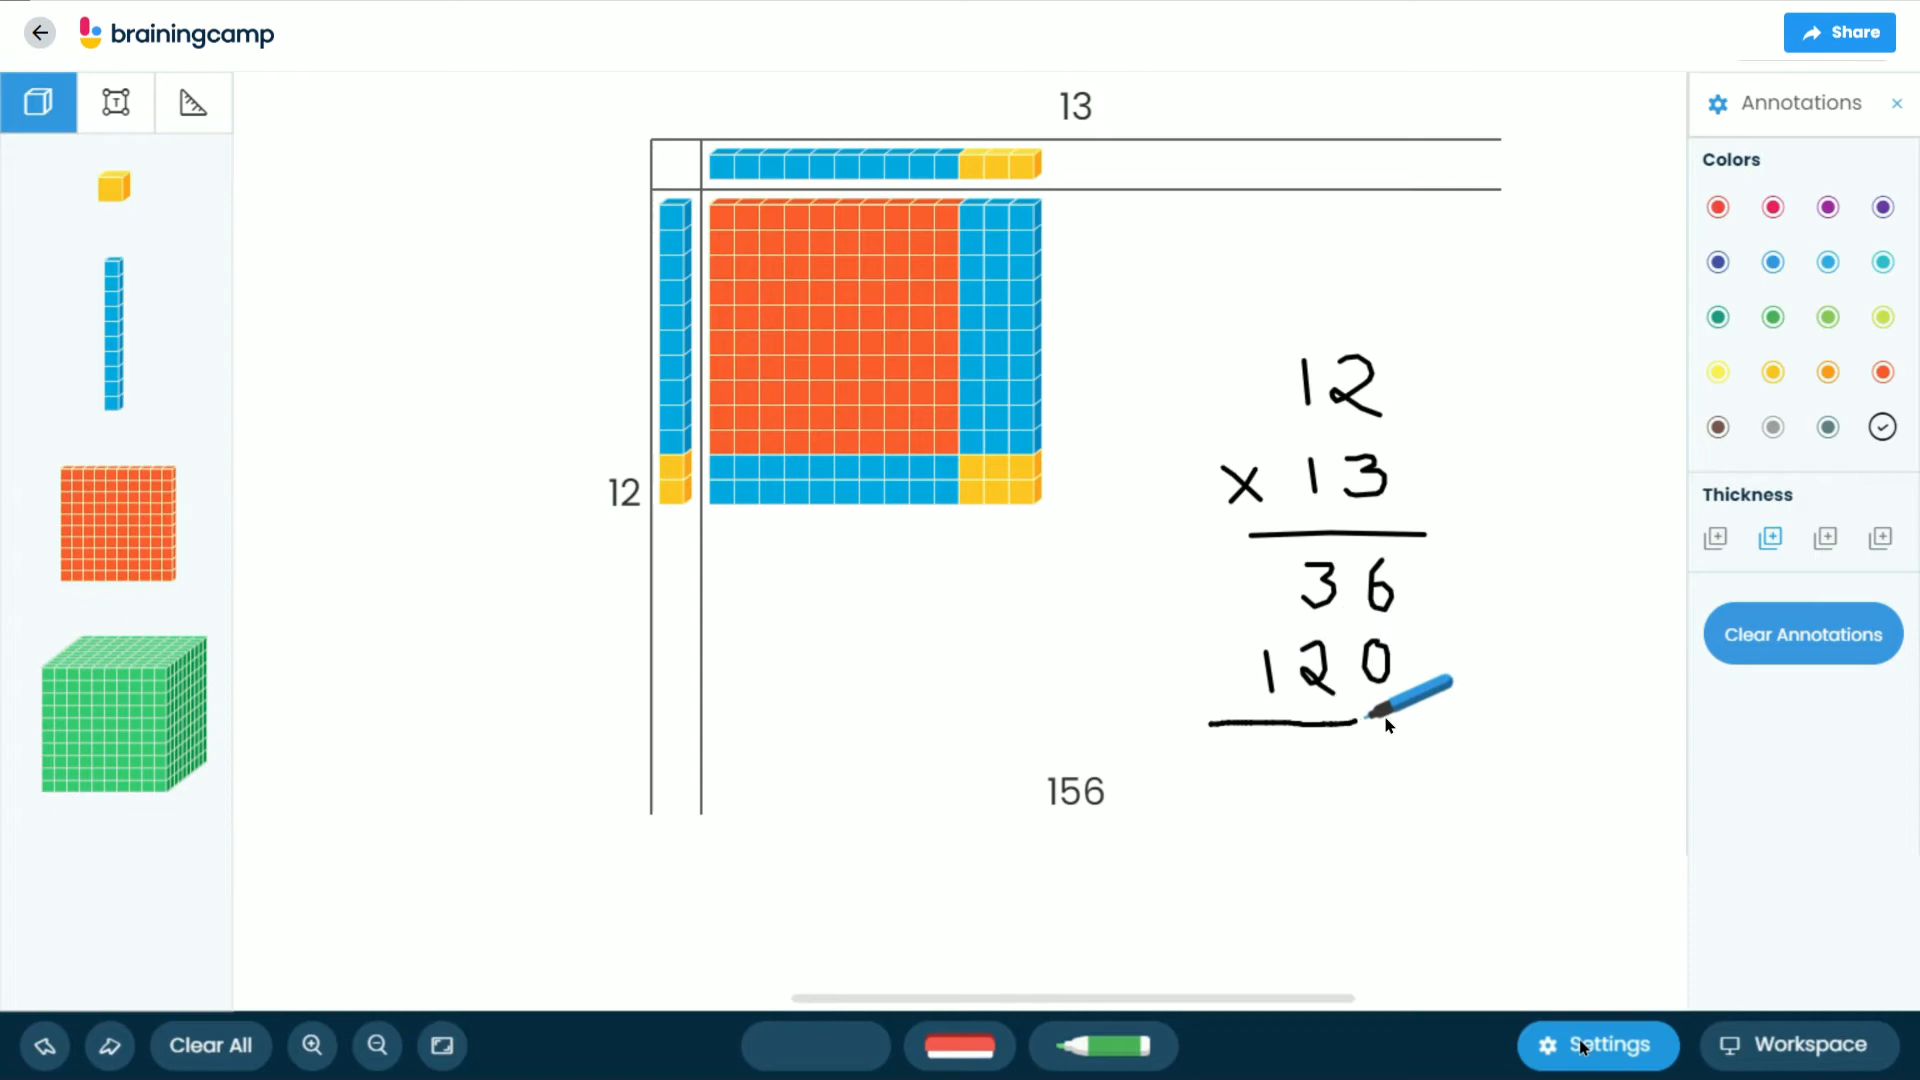 brainingcamp
Share
13
Annotations
Colors
12
12
x 13
36
120
Thickness
Clear Annotations
156
Clear All
Settings
Workspace